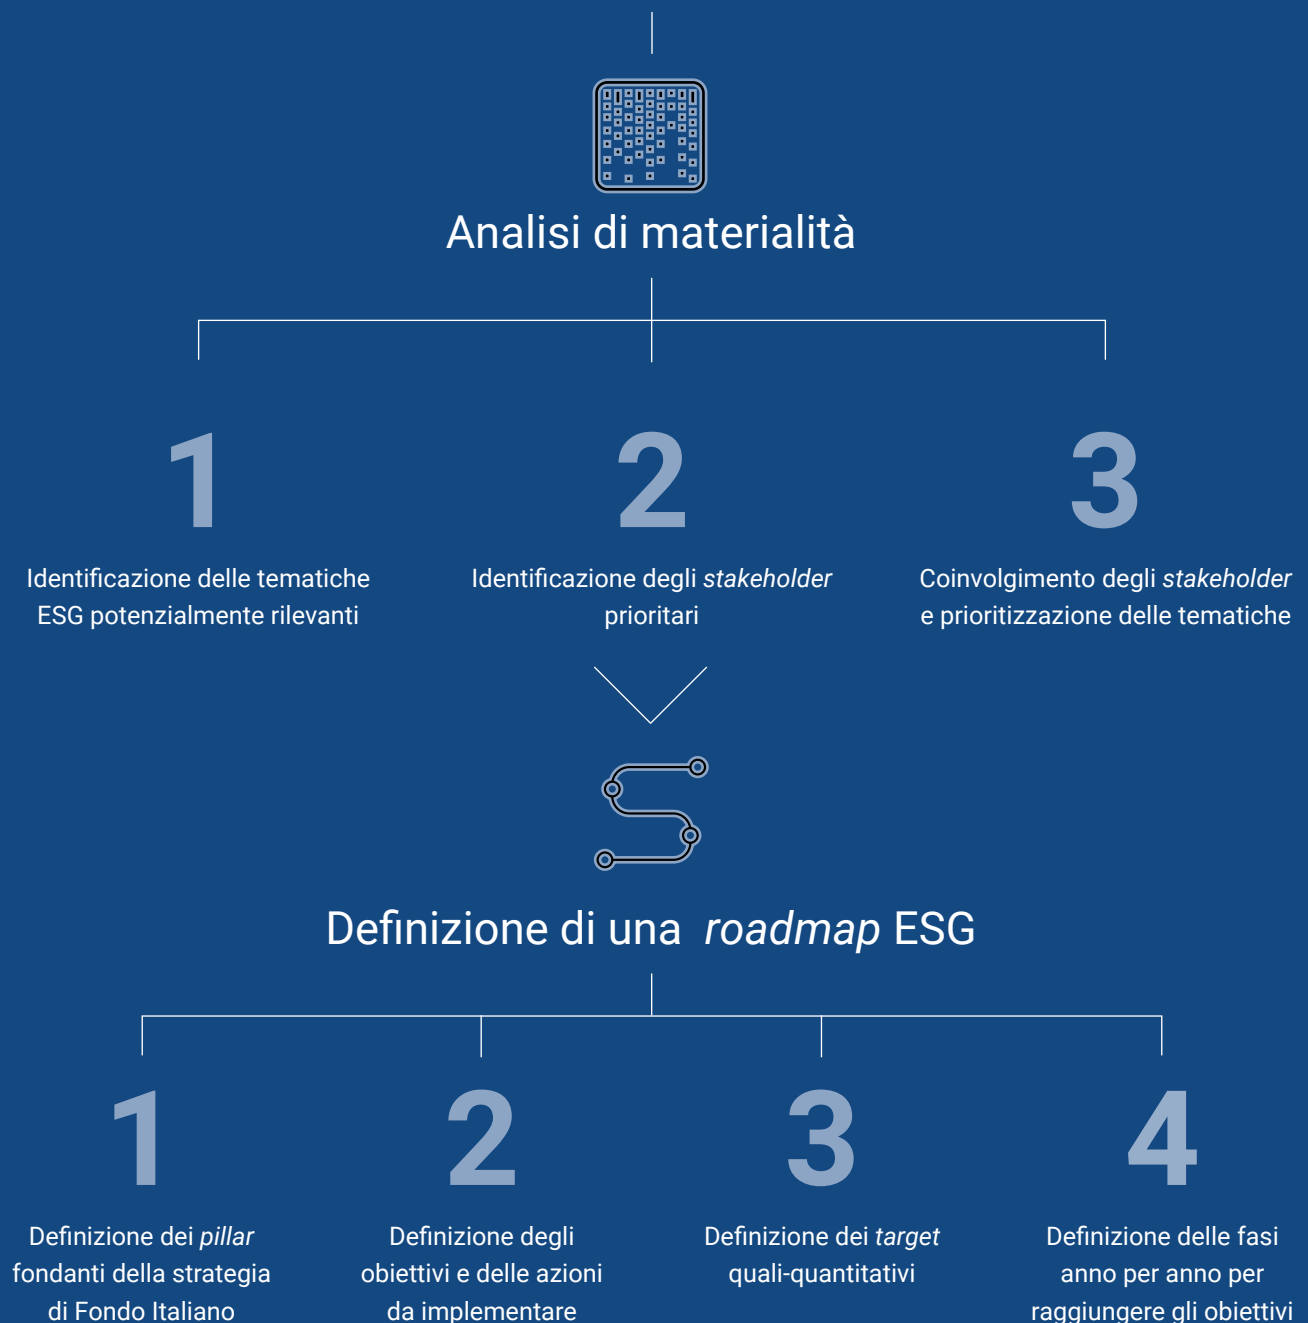 Analisi di materialità
1
Identificazione delle tematiche
ESG potenzialmente rilevanti
2
Identificazione degli stakeholder
prioritari
3
Coinvolgimento degli stakeholder
e prioritizzazione delle tematiche
Definizione di una roadmap ESG
1
Definizione dei pillar
fondanti della strategia
di Fondo Italiano
2
Definizione degli
obiettivi e delle azioni
da implementare
3
Definizione dei target
quali-quantitativi
4
Definizione delle fasi
anno per anno per
raggiungere gli obiettivi